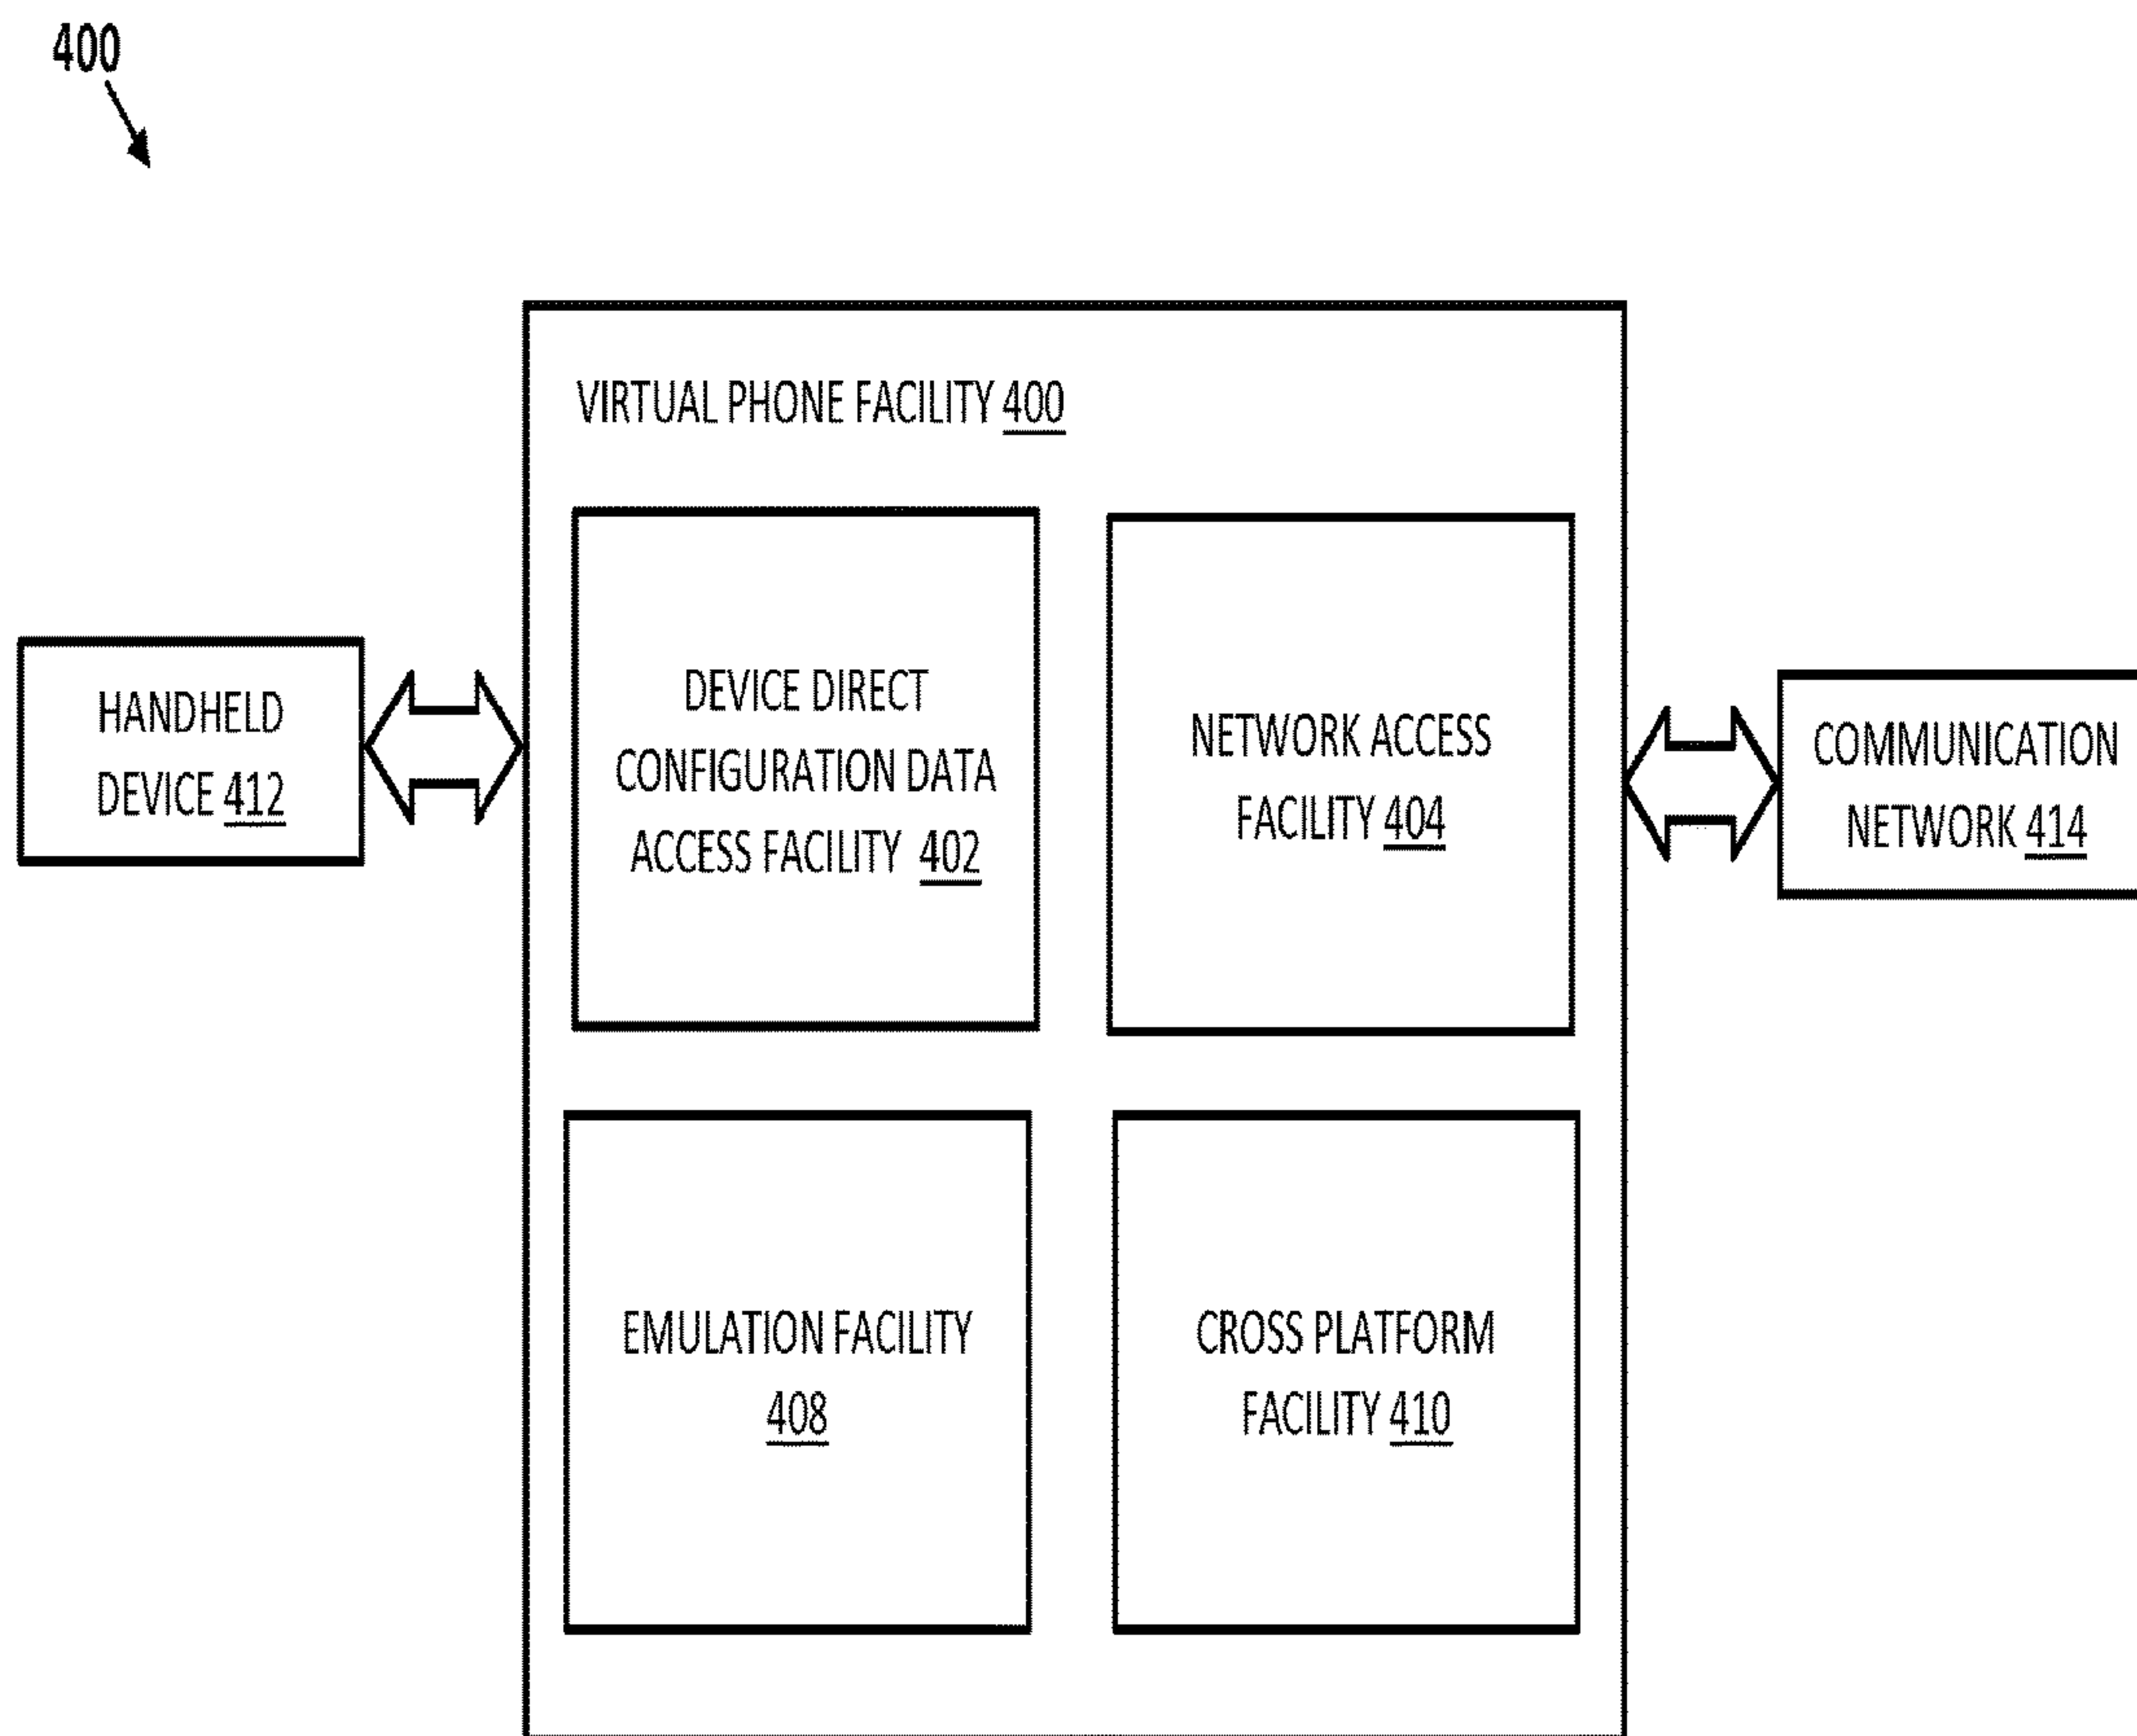 400
VIRTUAL PHONE FACILITY 400
HANDHELD
DEVICE 412
DEVICE DIRECT
CONFIGURATION DATA
ACCESS FACILITY 402
NETWORK ACCESS
FACILITY 404
COMMUNICATION
NETWORK 414
EMULATION FACILITY
408
CROSS PLATFORM
FACILITY 410